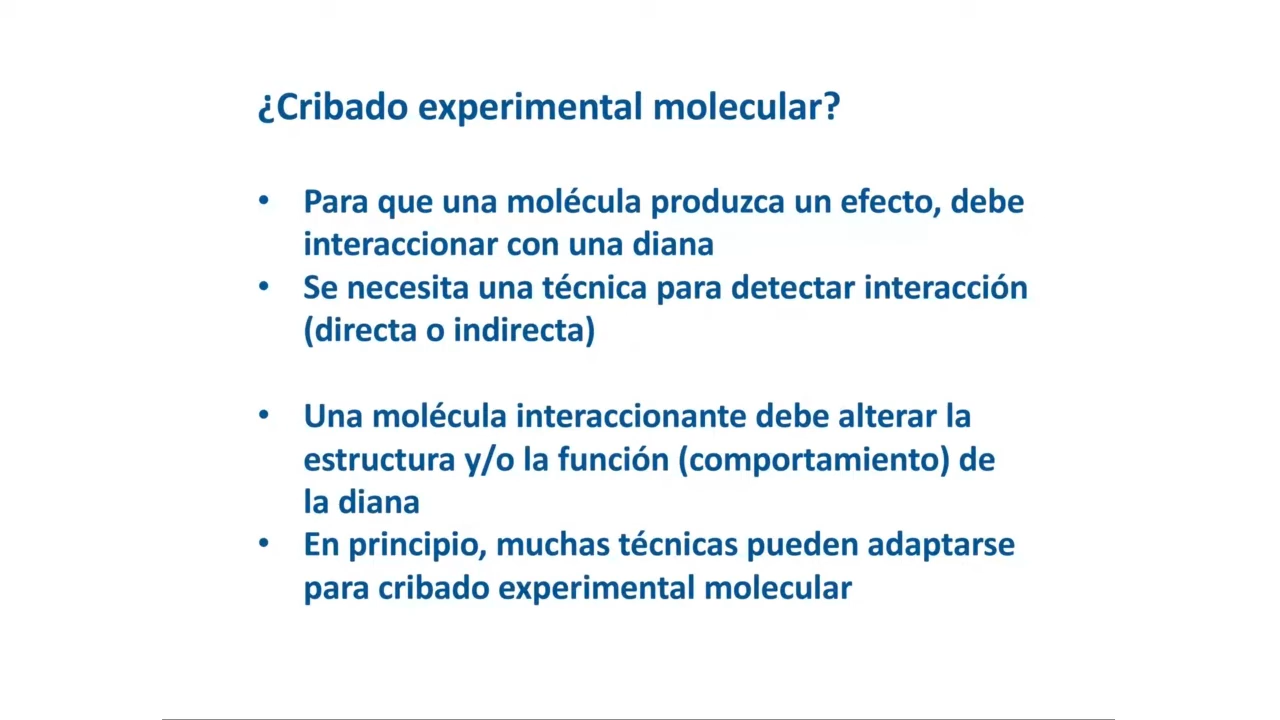 ¿Cribado experimental molecular?
• Para que una molécula produzca un efecto, debe
interaccionar con una diana
• Se necesita una técnica para detectar interacción
(directa o indirecta)
• Una molécula interaccionante debe alterar la
estructura y/o la función (comportamiento) de
la diana
• En principio, muchas técnicas pueden adaptarse
para cribado experimental molecular